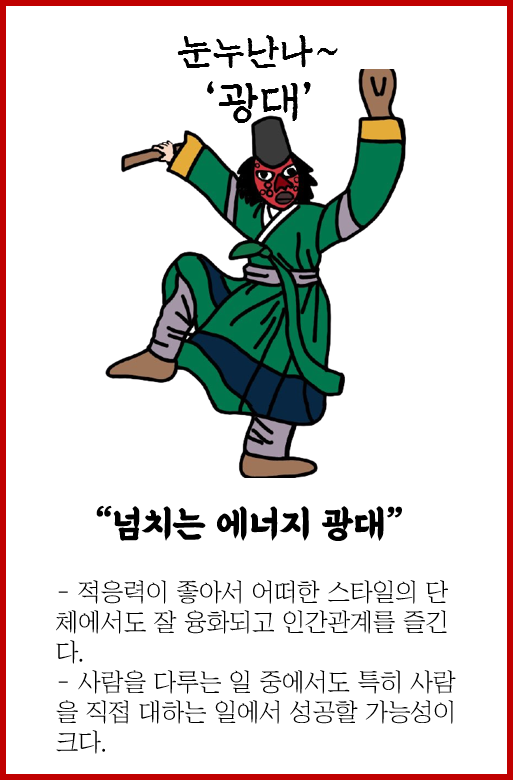 눈누난나~
‘광대’
“넘치는 에너지 광대”
- 적응력이 좋아서 어떠한 스타일의 단
체에서도 잘 융화되고 인간관계를 즐긴
다.
- 사람을 다루는 일 중에서도 특히 사람
을 직접 대하는 일에서 성공할 가능성이
크다.